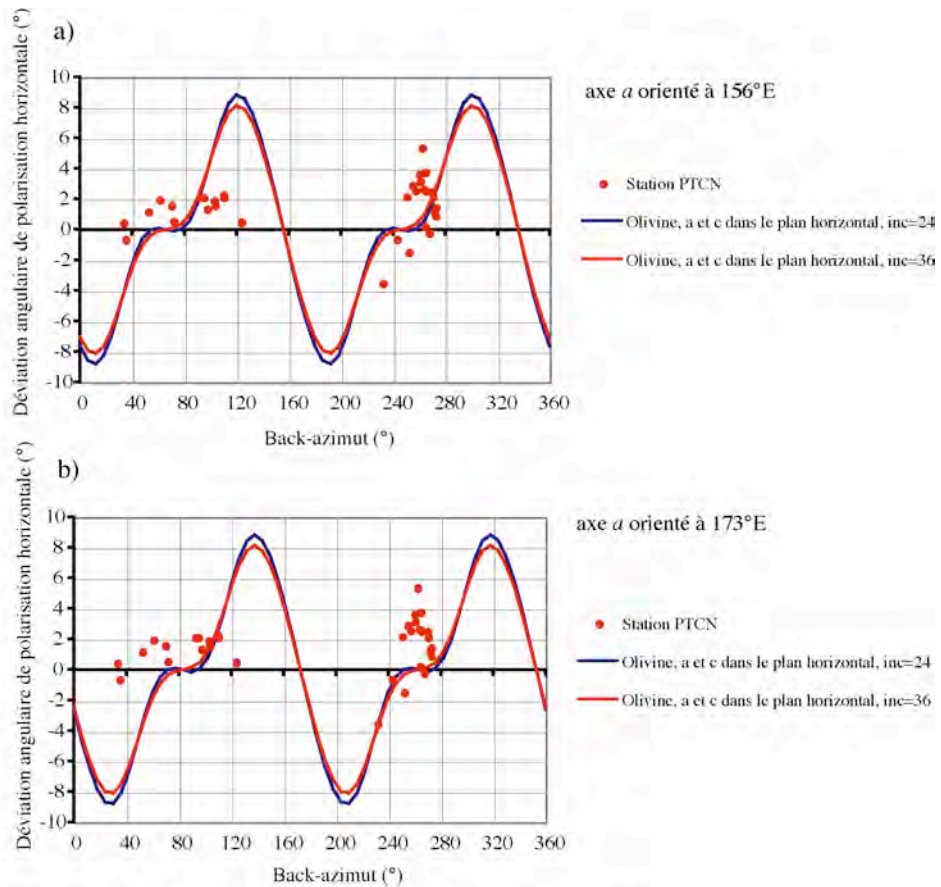 a)
Déviation angulaire de polarisation horizontale (°)
10
8
6
4
2
0
-2
-4
-6
-8
-10
0 40 80 120 160 200 240 280 320 360
Back-azimut (°)
axe a orienté à 156°E
Station PTCN
Olivine, a et c dans le plan horizontal, inc=24
Olivine, a et c dans le plan horizontal, inc=36
b)
Déviation angulaire de polarisation horizontale (°)
10
8
6
4
2
0
-2
-4
-6
-8
-10
0 40 80 120 160 200 240 280 320 360
Back-azimut (°)
axe a orienté à 173°E
Station PTCN
Olivine, a et c dans le plan horizontal, inc=24
Olivine, a et c dans le plan horizontal, inc=36